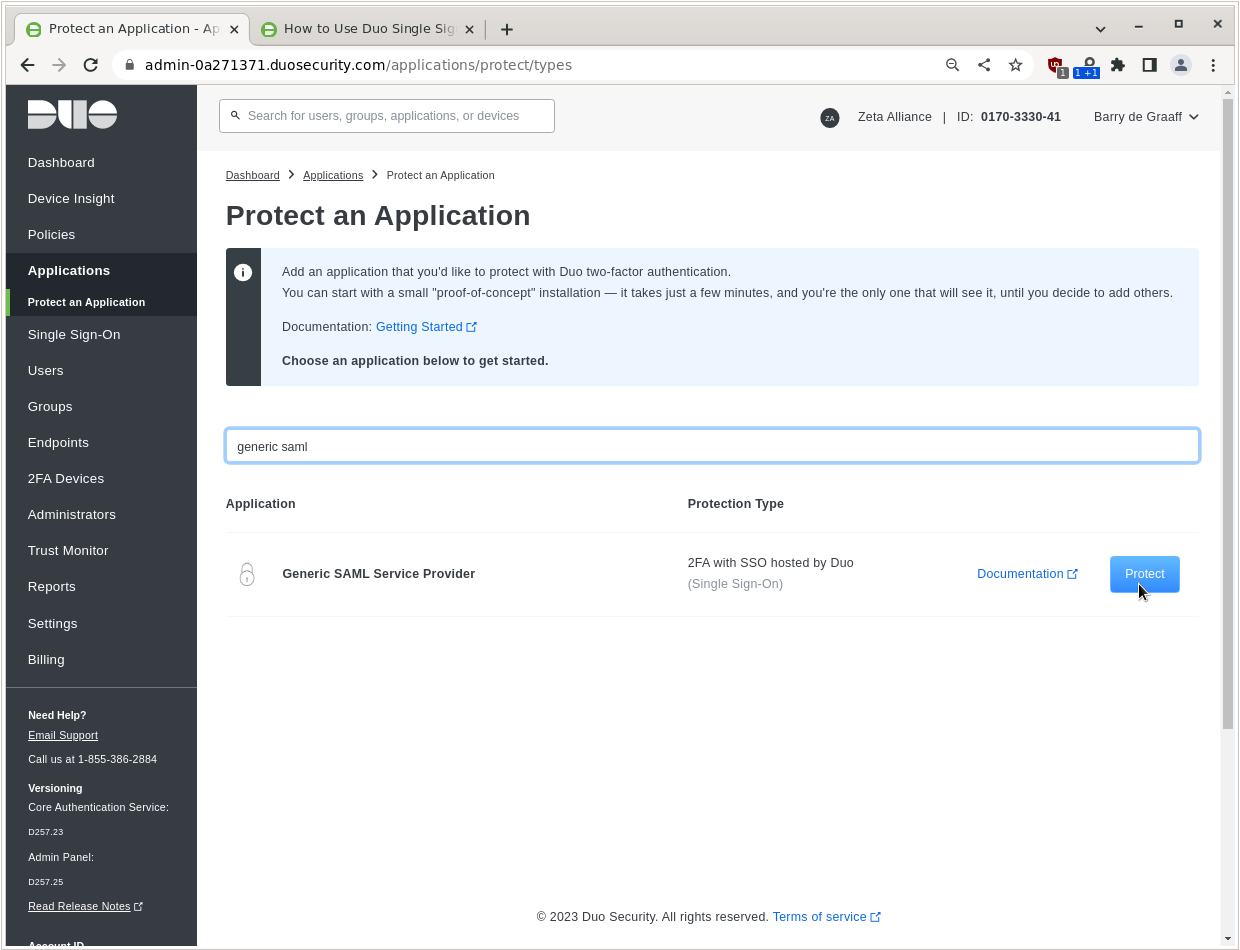 Protect an Application - Ap
How to Use Duo Single Sig
admin-0a271371.duosecurity.com/applications/protect/types
1
1 +1
DUO
Search for users, groups, applications, or devices
ZA
Zeta Alliance | ID: 0170-3330-41
Barry de Graaff
Dashboard
Device Insight
Policies
Applications
Protect an Application
Single Sign-On
Users
Groups
Endpoints
2FA Devices
Administrators
Trust Monitor
Reports
Settings
Billing
Need Help?
Email Support
Call us at 1-855-386-2884
Versioning
Core Authentication Service:
D257.23
Admin Panel:
D257.25
Read Release Notes
Account ID
Dashboard > Applications > Protect an Application
Protect an Application
Add an application that you'd like to protect with Duo two-factor authentication.
You can start with a small "proof-of-concept" installation — it takes just a few minutes, and you're the only one that will see it, until you decide to add others.
Documentation: Getting Started
Choose an application below to get started.
generic saml
Application
Protection Type
Generic SAML Service Provider
2FA with SSO hosted by Duo
(Single Sign-On)
Documentation
Protect
© 2023 Duo Security. All rights reserved. Terms of service